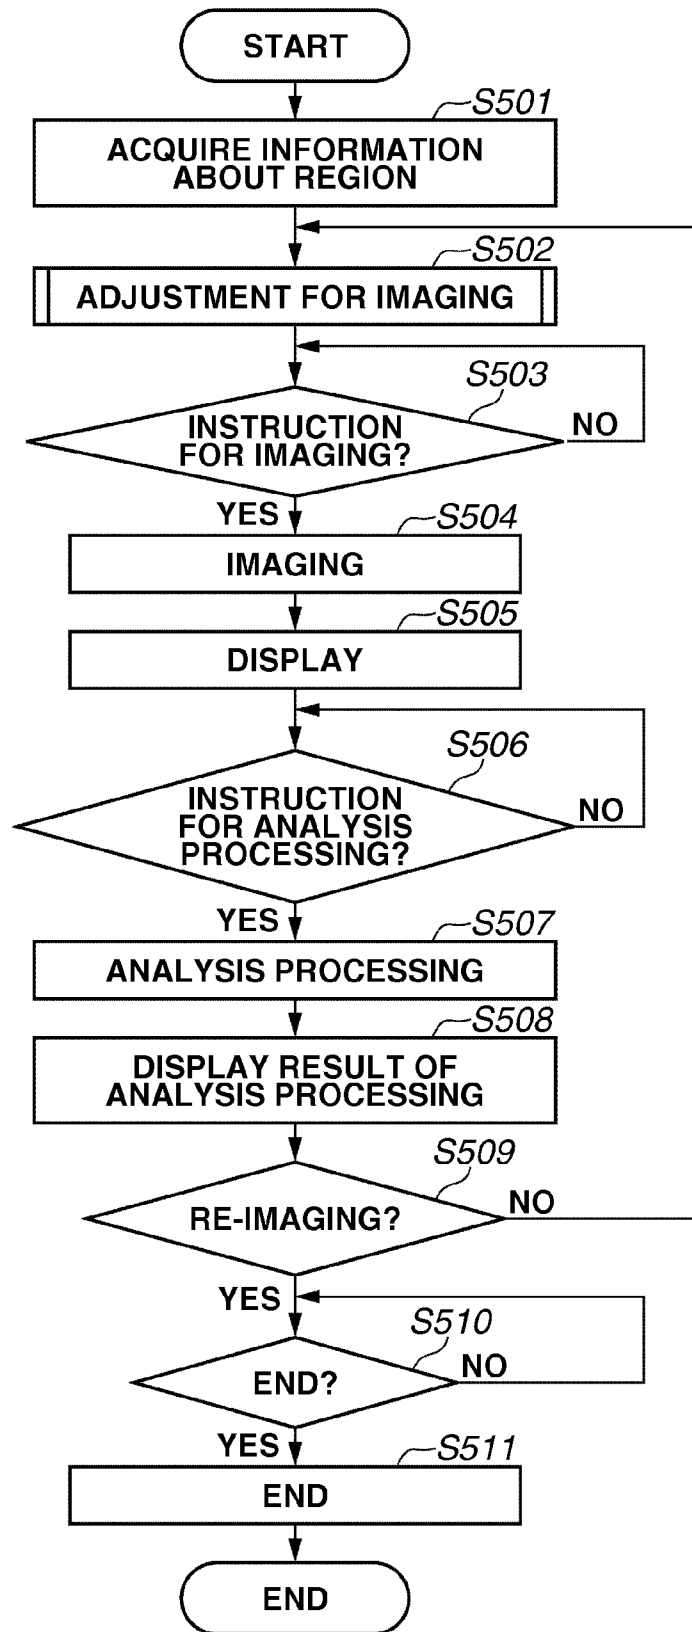 START
S501
ACQUIRE INFORMATION
ABOUT REGION
S502
ADJUSTMENT FOR IMAGING
S503
INSTRUCTION
FOR IMAGING?
NO
YES
S504
IMAGING
S505
DISPLAY
S506
INSTRUCTION
FOR ANALYSIS
PROCESSING?
NO
YES
S507
ANALYSIS PROCESSING
S508
DISPLAY RESULT OF
ANALYSIS PROCESSING
S509
RE-IMAGING?
NO
YES
S510
END?
NO
YES
S511
END
END